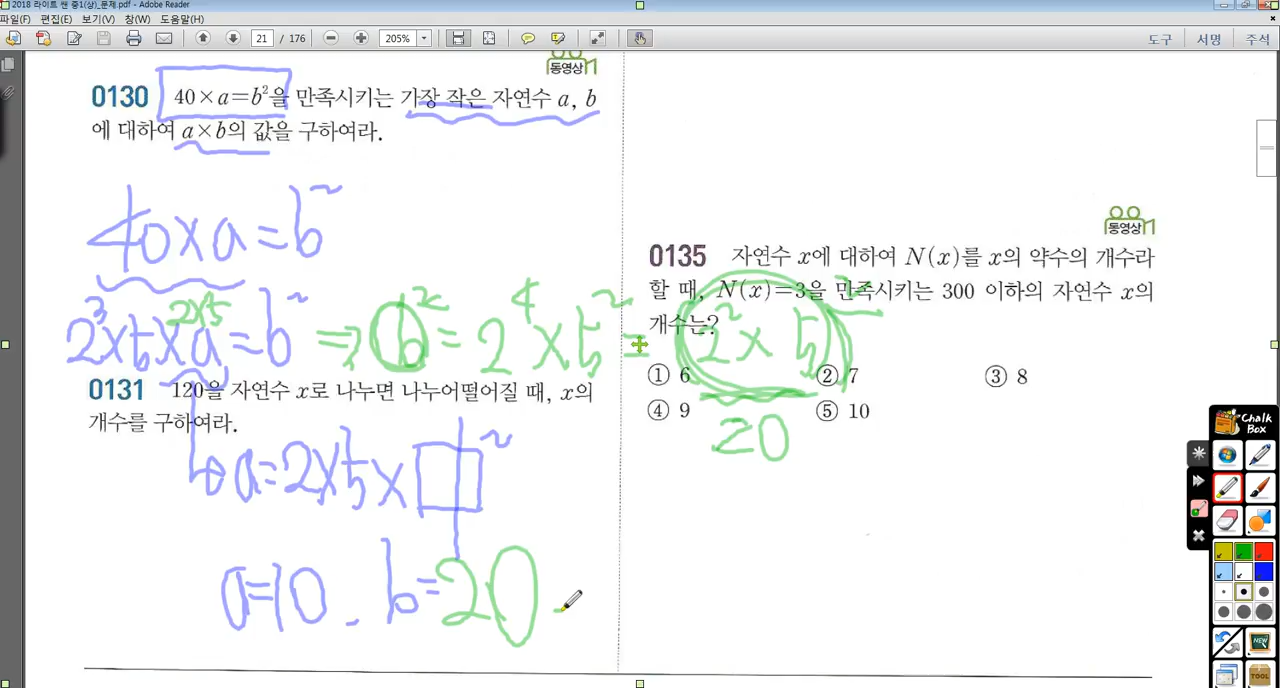 2018 라이트 쎈 중1(상)_문제.pdf - Adobe Reader
파일(F) 편집(E) 보기(V) 창(W) 도움말(H)
21 / 176 205% 도구 서명 주석
동영상
0130 40×a=b²을 만족시키는 가장 작은 자연수 a, b
에 대하여 a×b의 값을 구하여라.
40×a=b²
2×5
2³×5×a=b² ⇒ b²=2⁴×5²=(2²×5)²
20
0131 120을 자연수 x로 나누면 나누어떨어질 때, x의
개수를 구하여라.
a=2×5×□²
a=10, b=20
동영상
0135 자연수 x에 대하여 N(x)를 x의 약수의 개수라
할 때, N(x)=3을 만족시키는 300 이하의 자연수 x의
개수는?
① 6 ② 7 ③ 8
④ 9 ⑤ 10
Chalk
Box
NEW
TOOL